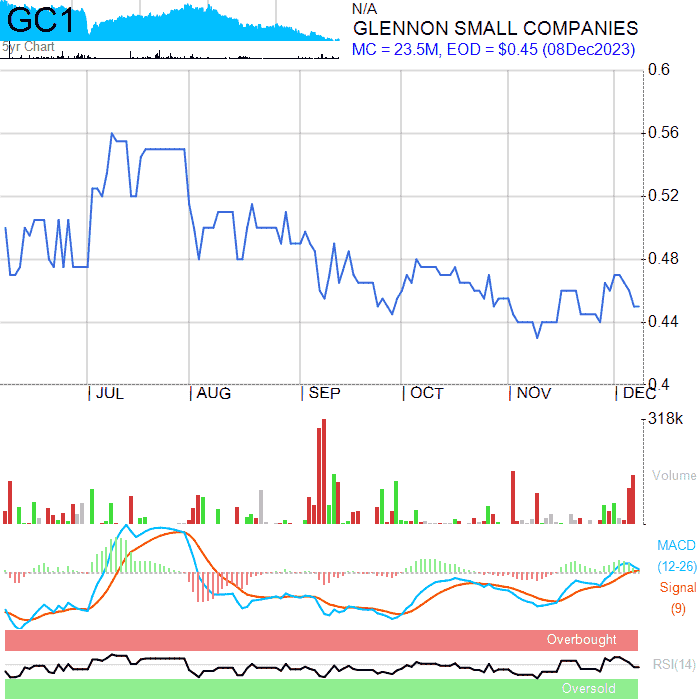 GC1
5yr Chart
N/A
GLENNON SMALL COMPANIES
MC = 23.5M, EOD = $0.45 (08Dec2023)
0.6
0.56
0.52
0.48
0.44
0.4
JUL AUG SEP OCT NOV DEC
318k
Volume
MACD
(12-26)
Signal
(9)
Overbought
RSI(14)
Oversold